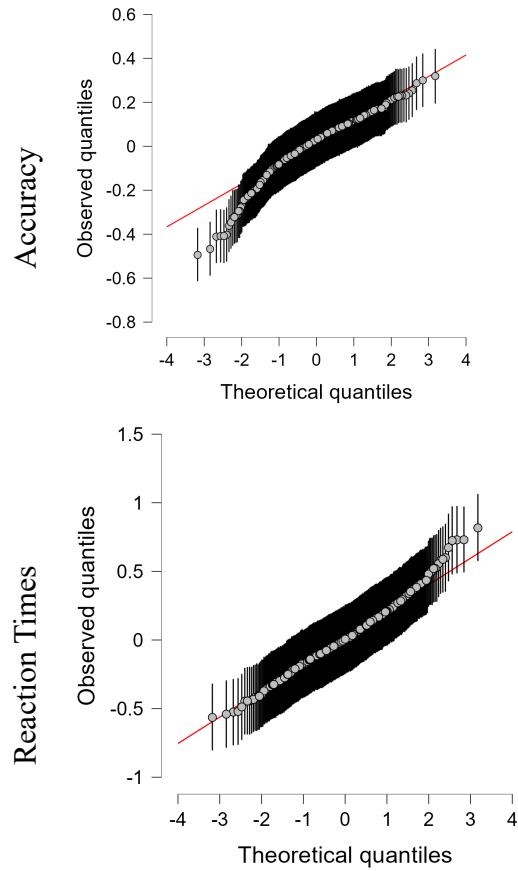 Accuracy
Observed quantiles
0.6
0.4
0.2
0
-0.2
-0.4
-0.6
-0.8
-4 -3 -2 -1 0 1 2 3 4
Theoretical quantiles
Reaction Times
Observed quantiles
1.5
1
0.5
0
-0.5
-1
-4 -3 -2 -1 0 1 2 3 4
Theoretical quantiles